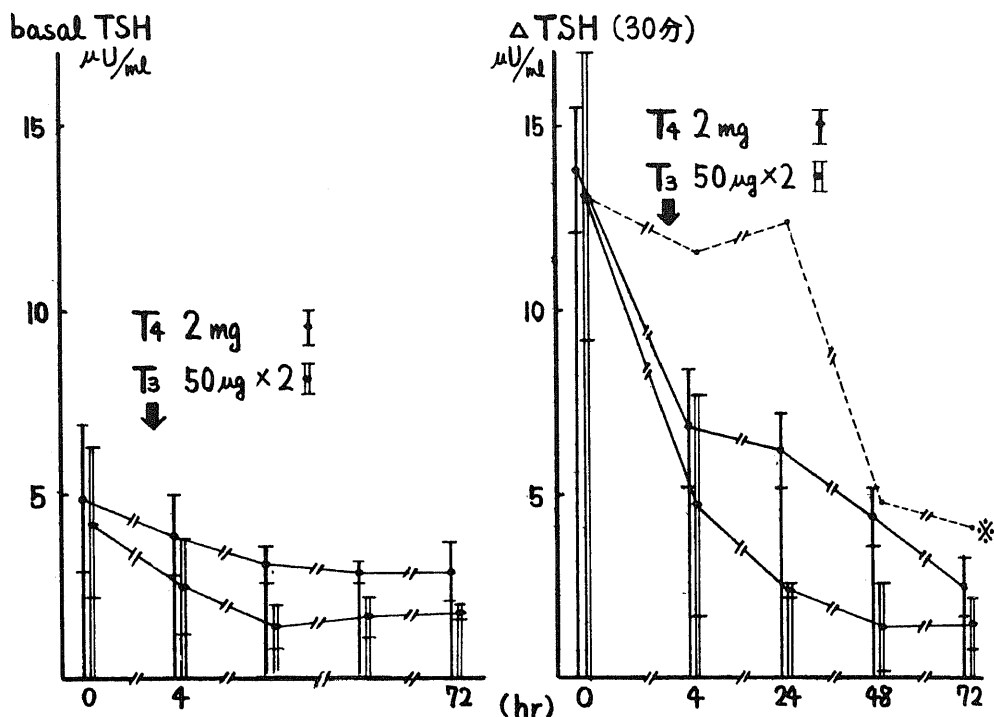 basal TSH
μU/ml
15
10
5
T4 2 mg
T3 50 μg × 2
0
4
72
(hr)
Δ TSH (30分)
μU/ml
15
10
5
T4 2 mg
T3 50 μg × 2
※
0
4
24
48
72